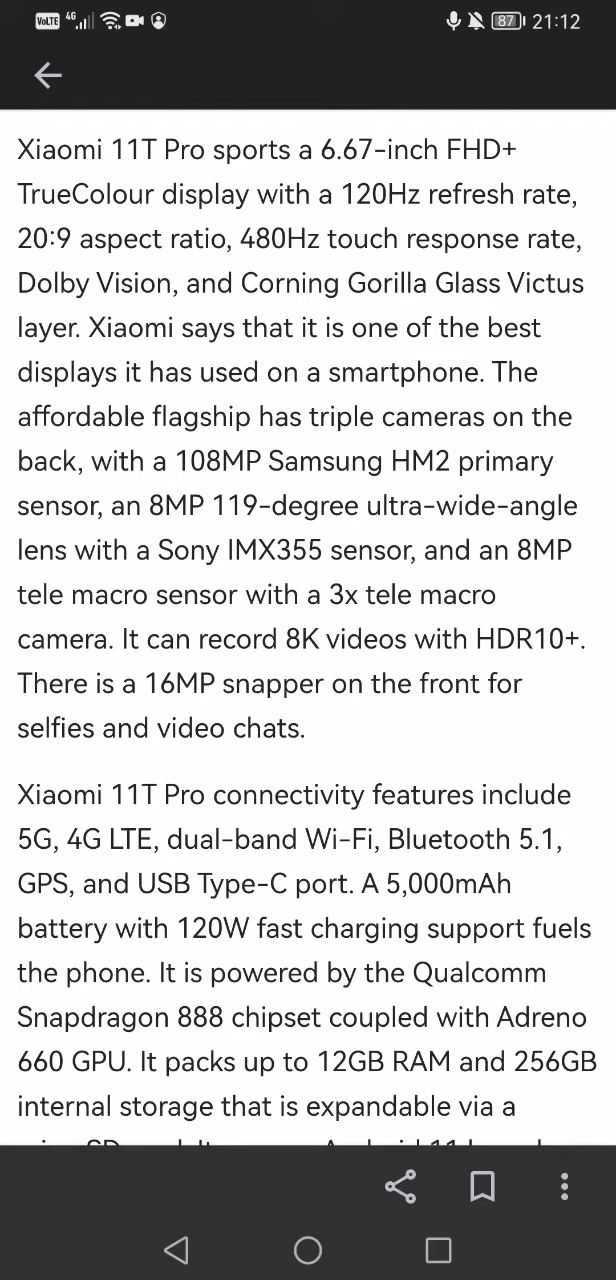 VoLTE 4G 87 21:12
Xiaomi 11T Pro sports a 6.67-inch FHD+
TrueColour display with a 120Hz refresh rate,
20:9 aspect ratio, 480Hz touch response rate,
Dolby Vision, and Corning Gorilla Glass Victus
layer. Xiaomi says that it is one of the best
displays it has used on a smartphone. The
affordable flagship has triple cameras on the
back, with a 108MP Samsung HM2 primary
sensor, an 8MP 119-degree ultra-wide-angle
lens with a Sony IMX355 sensor, and an 8MP
tele macro sensor with a 3x tele macro
camera. It can record 8K videos with HDR10+.
There is a 16MP snapper on the front for
selfies and video chats.
Xiaomi 11T Pro connectivity features include
5G, 4G LTE, dual-band Wi-Fi, Bluetooth 5.1,
GPS, and USB Type-C port. A 5,000mAh
battery with 120W fast charging support fuels
the phone. It is powered by the Qualcomm
Snapdragon 888 chipset coupled with Adreno
660 GPU. It packs up to 12GB RAM and 256GB
internal storage that is expandable via a